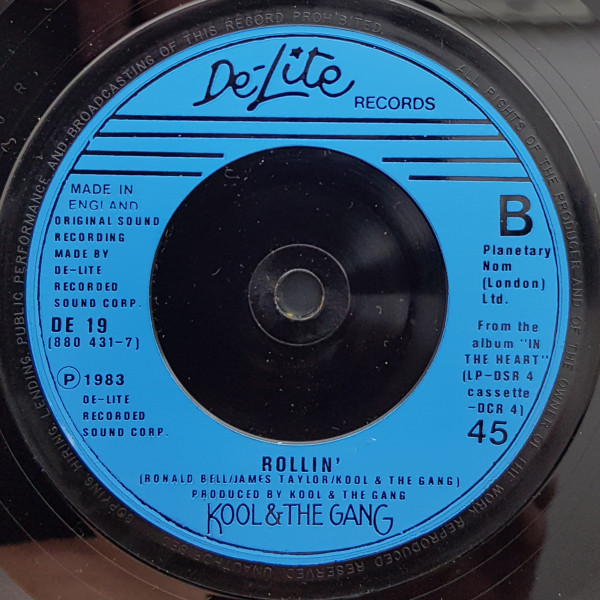 De-Lite
RECORDS
MADE IN
ENGLAND
ORIGINAL SOUND
RECORDING
MADE BY
DE-LITE
RECORDED
SOUND CORP.
DE 19
(880 431-7)
Ⓟ 1983
DE-LITE
RECORDED
SOUND CORP.
B
Planetary
Nom
(London)
Ltd.
From the
album "IN
THE HEART"
(LP-DSR 4
cassette
-DCR 4)
45
ROLLIN'
(RONALD BELL/JAMES TAYLOR/KOOL & THE GANG)
PRODUCED BY KOOL & THE GANG
KOOL & THE GANG
ALL RIGHTS OF THE PRODUCER AND OF THE OWNER OF THE WORK REPRODUCED RESERVED UNAUTHORISED COPYING HIRING LENDING PUBLIC PERFORMANCE AND BROADCASTING OF THIS RECORD PROHIBITED.